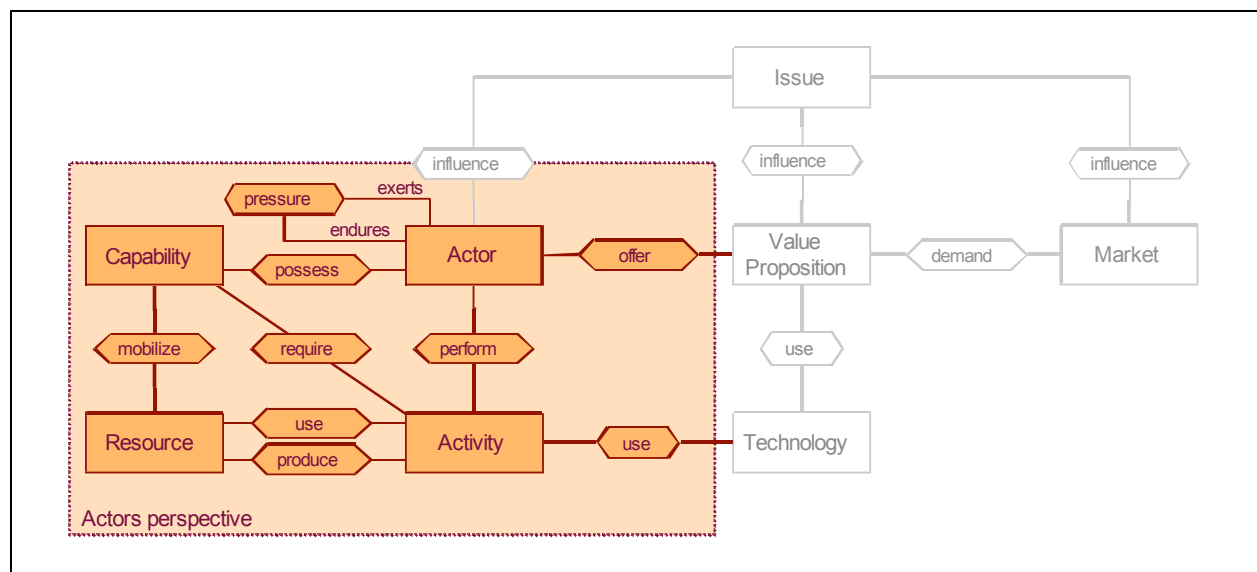 Issue
influence
influence
influence
pressure
exerts
endures
Capability
possess
Actor
offer
Value
Proposition
demand
Market
mobilize
require
perform
use
Resource
use
produce
Activity
use
Technology
Actors perspective